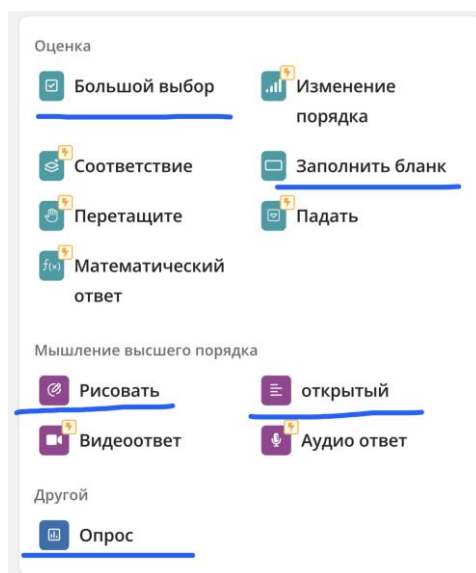 Оценка
Большой выбор
Изменение
порядка
Соответствие
Заполнить бланк
Перетащите
Падать
f(x) Математический
ответ
Мышление высшего порядка
Рисовать
открытый
Видеоответ
Аудио ответ
Другой
Опрос